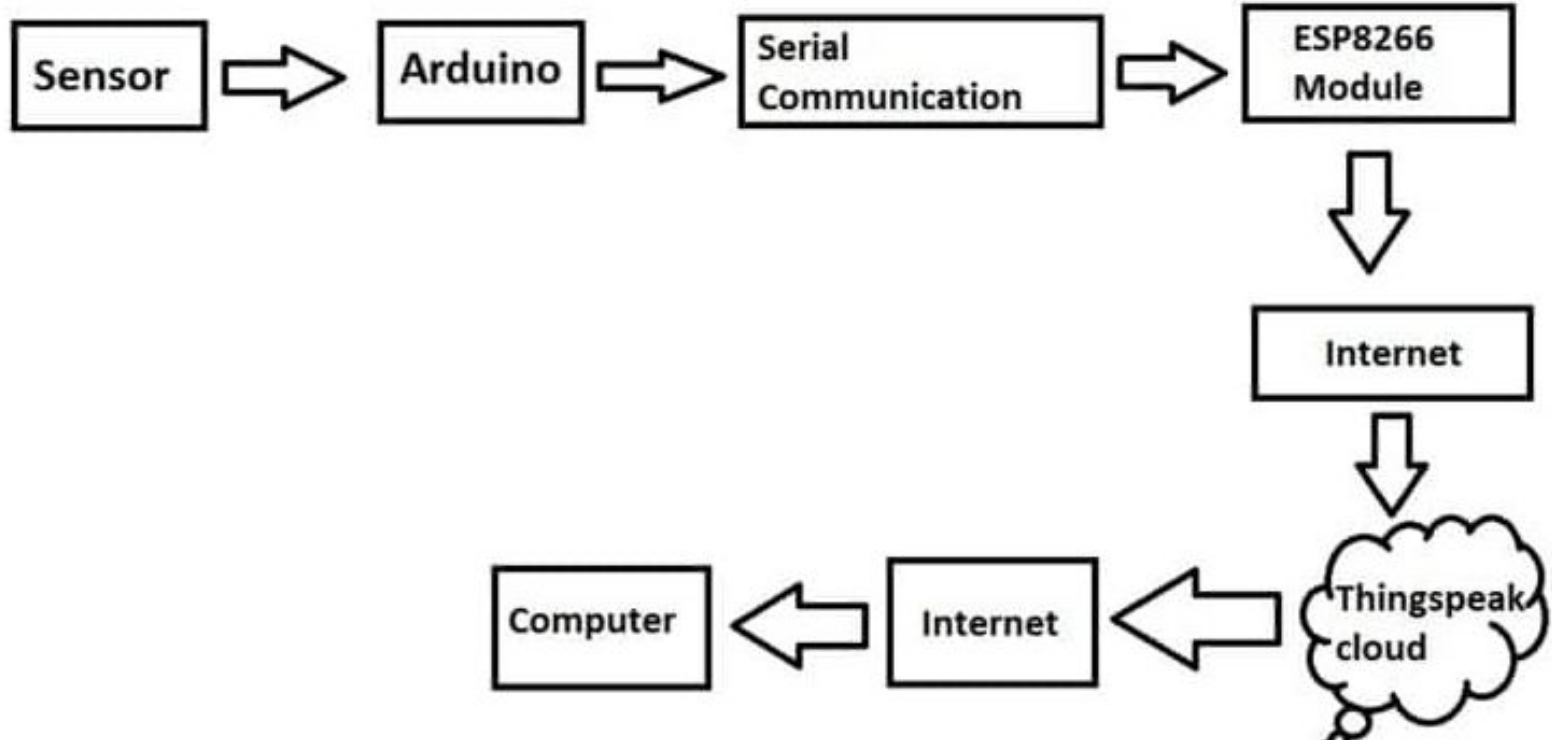 Sensor
Arduino
Serial
Communication
ESP8266
Module
Internet
Thingspeak
cloud
Internet
Computer